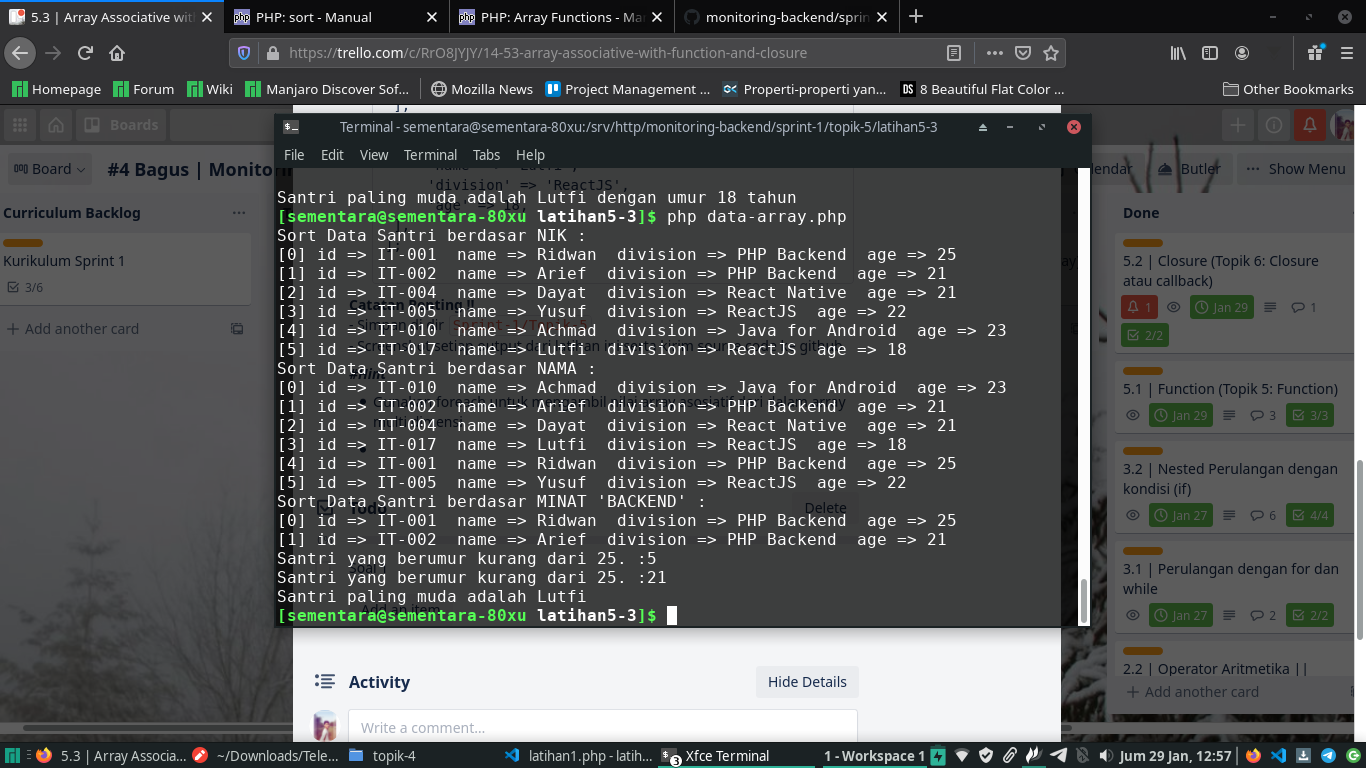 5.3 | Array Associative with
PHP: sort - Manual
PHP: Array Functions - Ma
monitoring-backend/sprin
https://trello.com/c/RrO8JYJY/14-53-array-associative-with-function-and-closure
Homepage
Forum
Wiki
Manjaro Discover Sof...
Mozilla News
Project Management ...
Properti-properti yan...
8 Beautiful Flat Color ...
Other Bookmarks
Boards
Board
#4 Bagus | Monitori
Calendar
Butler
Show Menu
Curriculum Backlog
Kurikulum Sprint 1
3/6
+ Add another card
Terminal - sementara@sementara-80xu:/srv/http/monitoring-backend/sprint-1/topik-5/latihan5-3
File Edit View Terminal Tabs Help
'division' => 'ReactJS',
Santri paling muda adalah Lutfi dengan umur 18 tahun
[sementara@sementara-80xu latihan5-3]$ php data-array.php
Sort Data Santri berdasar NIK :
[0] id => IT-001  name => Ridwan  division => PHP Backend  age => 25
[1] id => IT-002  name => Arief  division => PHP Backend  age => 21
[2] id => IT-004  name => Dayat  division => React Native  age => 21
[3] id => IT-005  name => Yusuf  division => ReactJS  age => 22
[4] id => IT-010  name => Achmad  division => Java for Android  age => 23
[5] id => IT-017  name => Lutfi  division => ReactJS  age => 18
Sort Data Santri berdasar NAMA :
[0] id => IT-010  name => Achmad  division => Java for Android  age => 23
[1] id => IT-002  name => Arief  division => PHP Backend  age => 21
[2] id => IT-004  name => Dayat  division => React Native  age => 21
[3] id => IT-017  name => Lutfi  division => ReactJS  age => 18
[4] id => IT-001  name => Ridwan  division => PHP Backend  age => 25
[5] id => IT-005  name => Yusuf  division => ReactJS  age => 22
Sort Data Santri berdasar MINAT 'BACKEND' :
[0] id => IT-001  name => Ridwan  division => PHP Backend  age => 25
[1] id => IT-002  name => Arief  division => PHP Backend  age => 21
Santri yang berumur kurang dari 25. :5
Santri yang berumur kurang dari 25. :21
Santri paling muda adalah Lutfi
[sementara@sementara-80xu latihan5-3]$
Catatan Penting !!
Todo
Delete
Soal 1
Add an item
Activity
Hide Details
Write a comment…
Done
5.2 | Closure (Topik 6: Closure
atau callback)
1
Jan 29
1
2/2
5.1 | Function (Topik 5: Function)
Jan 29
3
3/3
3.2 | Nested Perulangan dengan
kondisi (if)
Jan 27
6
4/4
3.1 | Perulangan dengan for dan
while
Jan 27
2
2/2
2.2 | Operator Aritmetika ||
+ Add another card
5.3 | Array Associa...
~/Downloads/Tele...
topik-4
latihan1.php - latih...
3
Xfce Terminal
1 - Workspace 1
Jum 29 Jan, 12:57